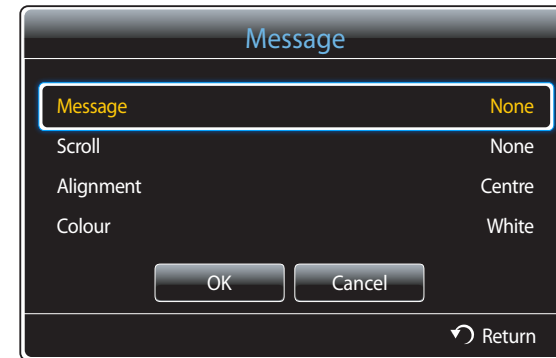 Message
Message None
Scroll None
Alignment Centre
Colour White
OK Cancel
Return